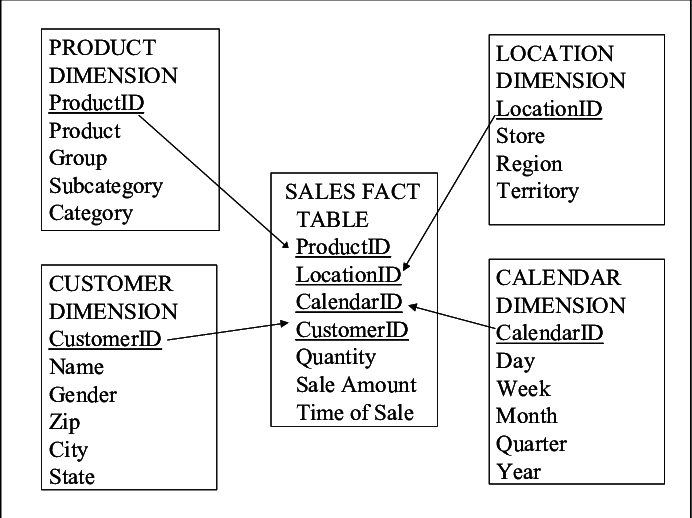 PRODUCT
DIMENSION
ProductID
Product
Group
Subcategory
Category
LOCATION
DIMENSION
LocationID
Store
Region
Territory
SALES FACT
TABLE
ProductID
LocationID
CalendarID
CustomerID
Quantity
Sale Amount
Time of Sale
CUSTOMER
DIMENSION
CustomerID
Name
Gender
Zip
City
State
CALENDAR
DIMENSION
CalendarID
Day
Week
Month
Quarter
Year